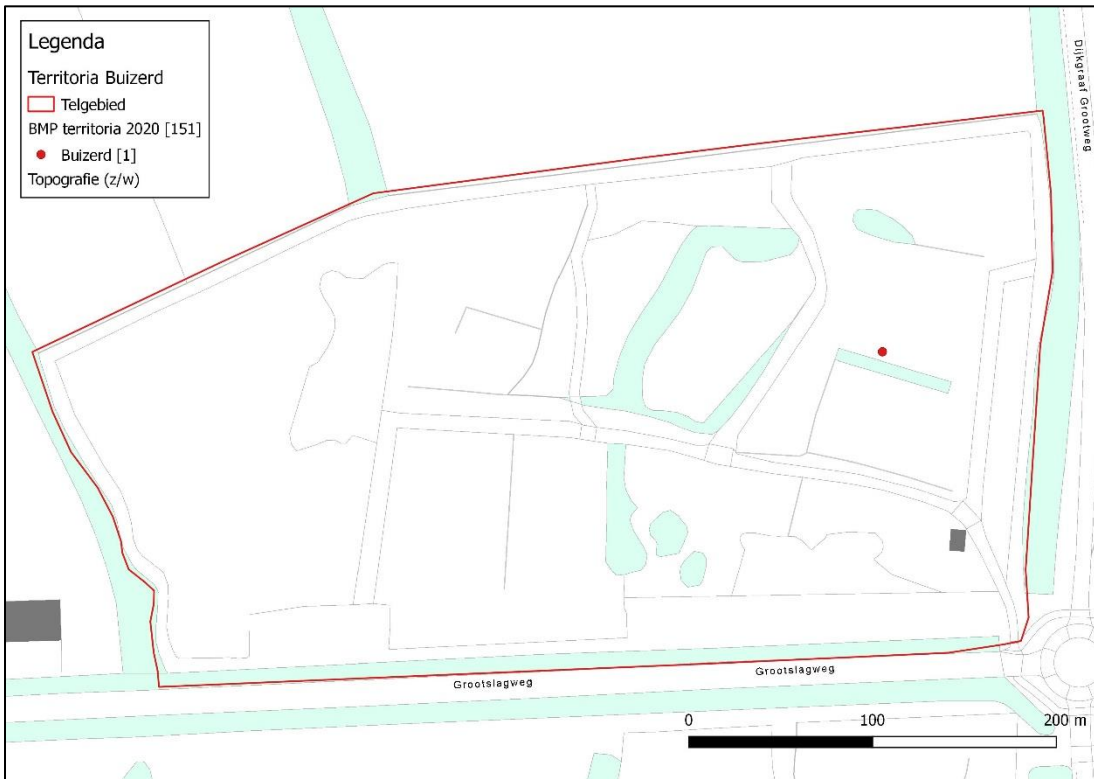 Legenda
Territoria Buizerd
Telgebied
BMP territoria 2020 [151]
Buizerd [1]
Topografie (z/w)
Dijkgraaf Grootweg
Grootslagweg
Grootslagweg
0 100 200 m